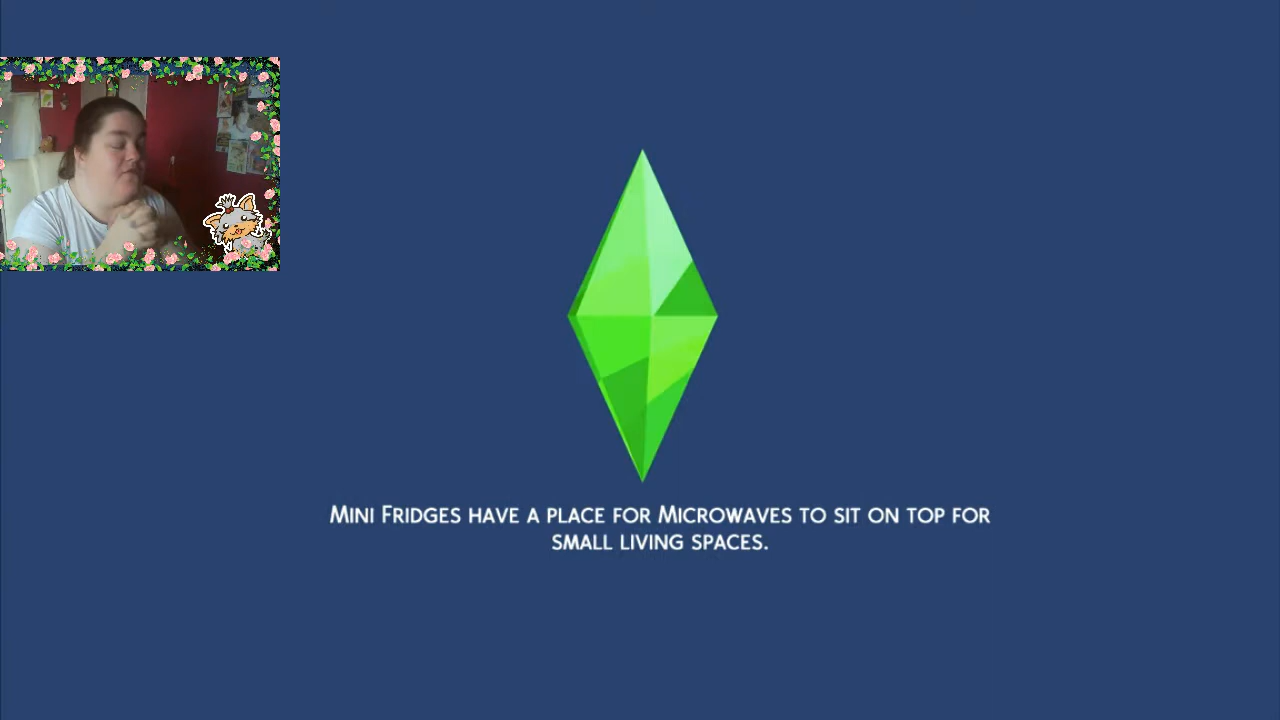 Mini Fridges have a place for Microwaves to sit on top for
small living spaces.